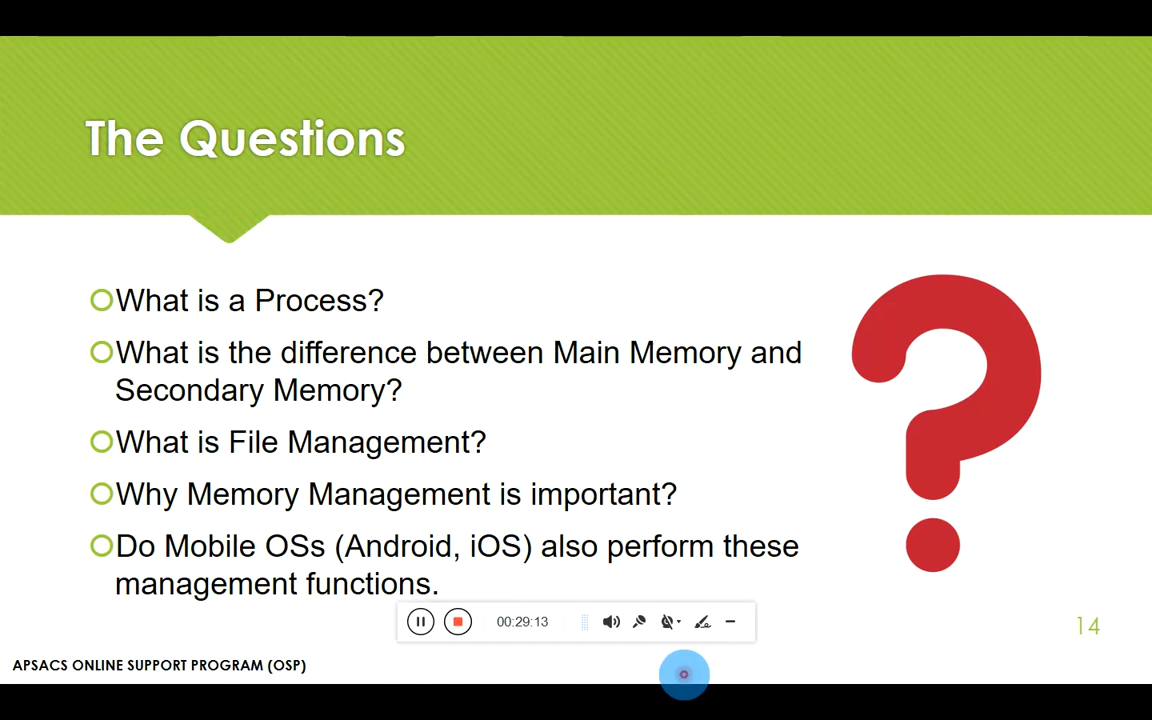 The Questions
What is a Process?
What is the difference between Main Memory and
Secondary Memory?
What is File Management?
Why Memory Management is important?
Do Mobile OSs (Android, iOS) also perform these
management functions.
00:29:13
14
APSACS ONLINE SUPPORT PROGRAM (OSP)